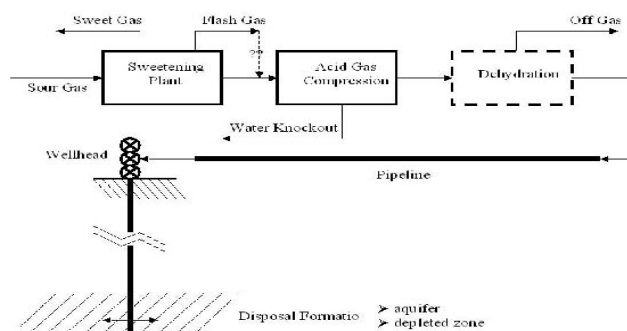 Sweet Gas
Flash Gas
Off Gas
??
Sour Gas
Sweetening
Plant
Acid Gas
Compression
Dehydration
Water Knockout
Wellhead
Pipeline
Disposal Formatio
➢ aquifer
➢ depleted zone